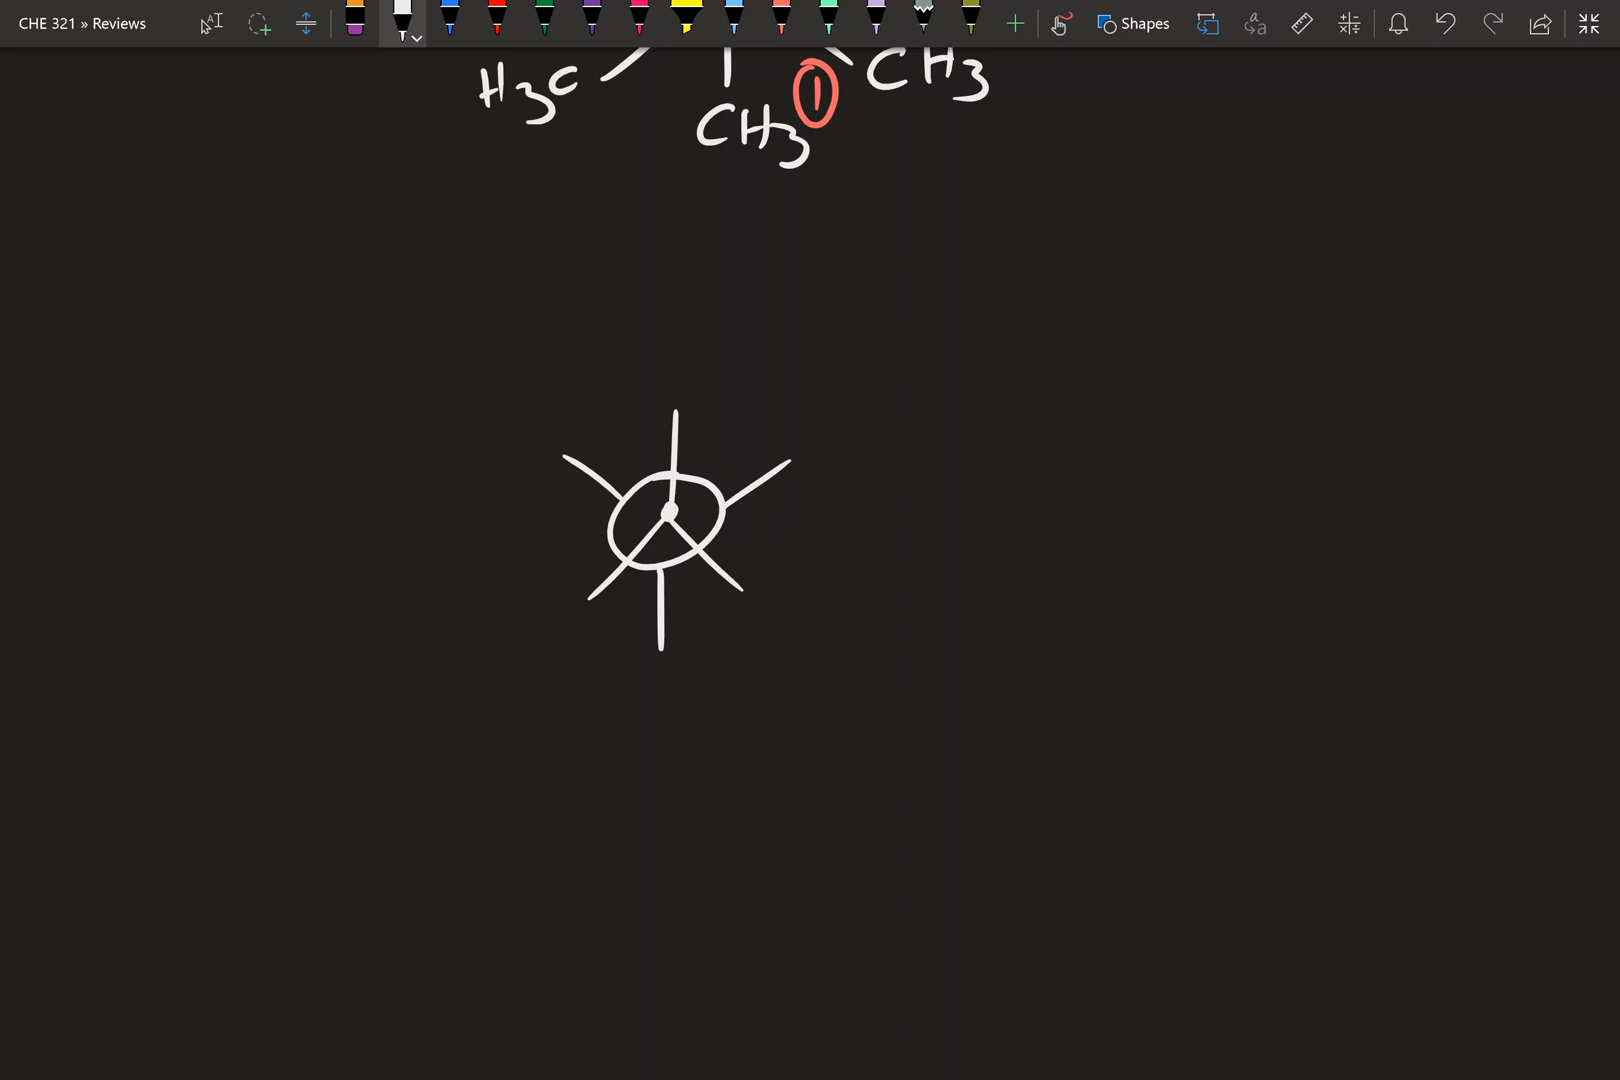 CHE 321 » Reviews
Shapes
H3C
CH3
①
CH3